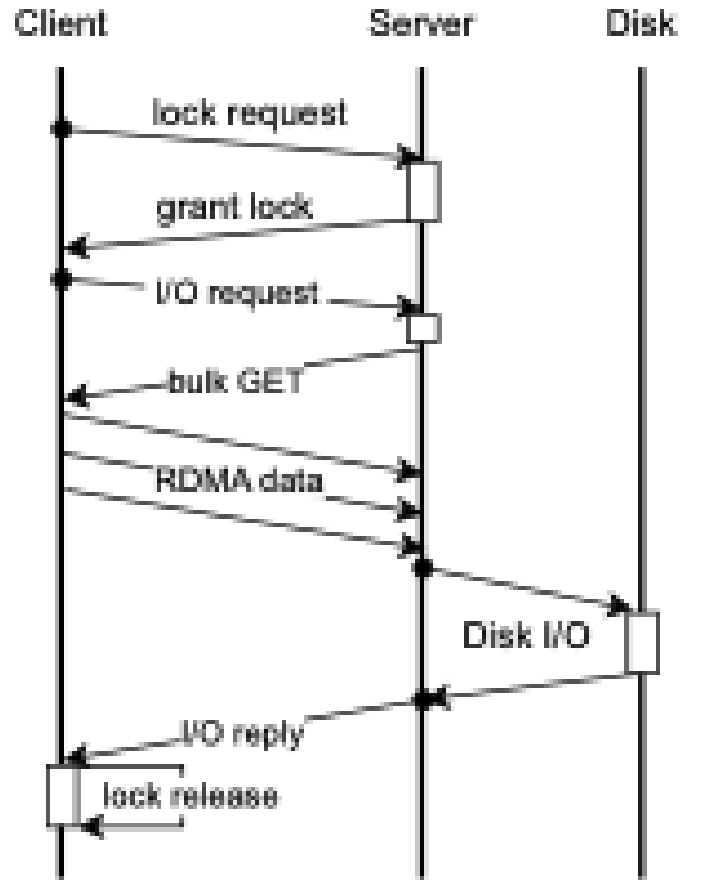 Client
Server
Disk
lock request
grant lock
I/O request
bulk GET
RDMA data
Disk I/O
I/O reply
lock release